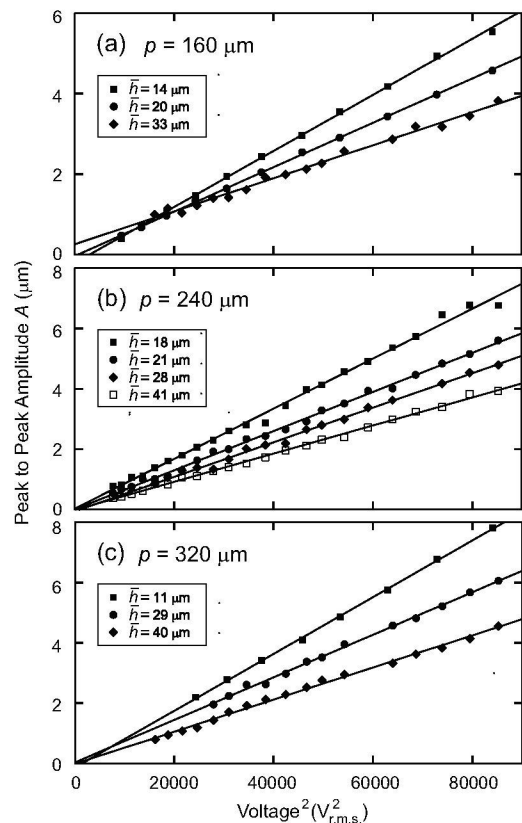 Peak to Peak Amplitude A (μm)
6
4
2
0
(a) p = 160 μm
h̄ = 14 μm
h̄ = 20 μm
h̄ = 33 μm
8
6
4
2
0
(b) p = 240 μm
h̄ = 18 μm
h̄ = 21 μm
h̄ = 28 μm
h̄ = 41 μm
8
6
4
2
0
(c) p = 320 μm
h̄ = 11 μm
h̄ = 29 μm
h̄ = 40 μm
0 20000 40000 60000 80000
Voltage² (V²r.m.s.)